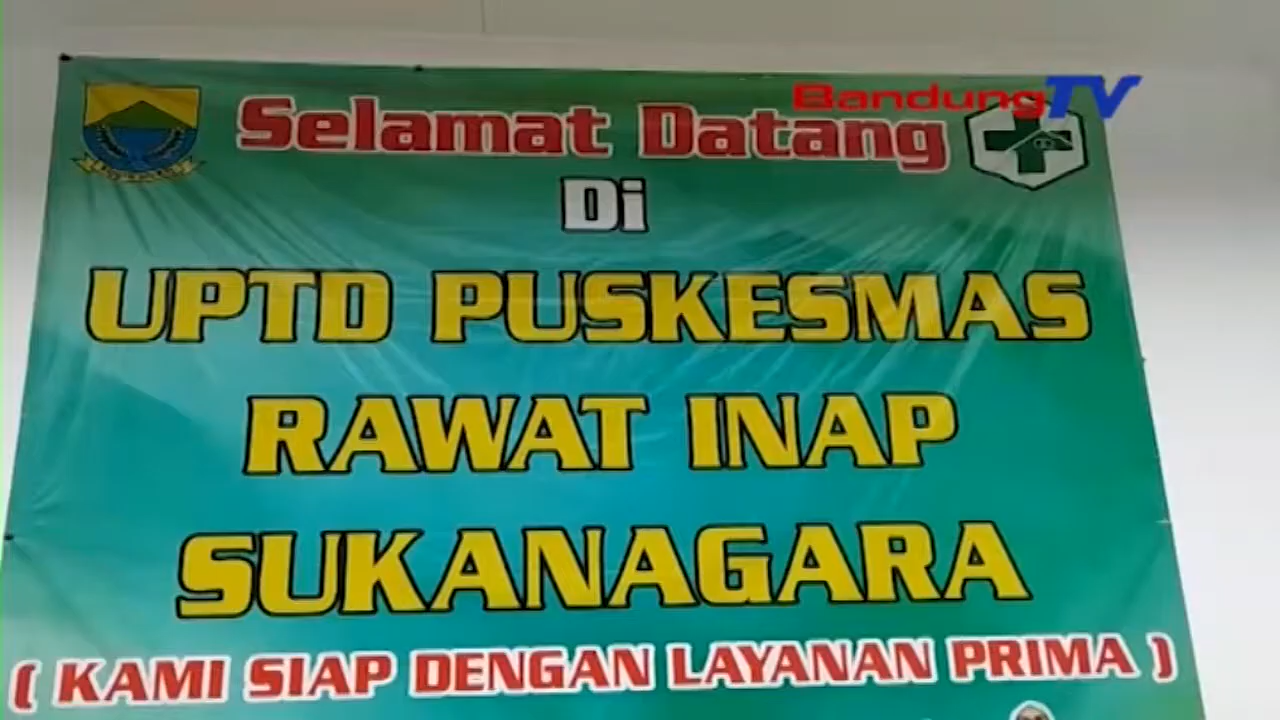 BandungTV
Selamat Datang
Di
UPTD PUSKESMAS
RAWAT INAP
SUKANAGARA
( KAMI SIAP DENGAN LAYANAN PRIMA )